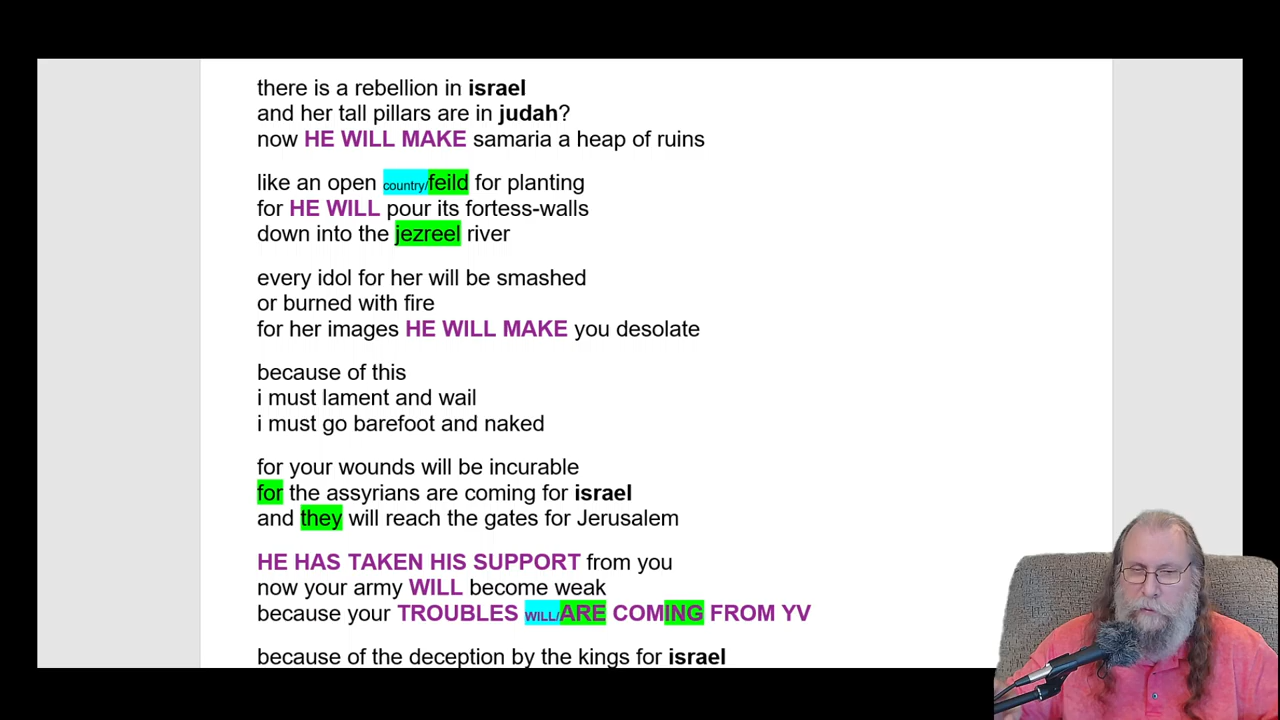 there is a rebellion in israel
and her tall pillars are in judah?
now HE WILL MAKE samaria a heap of ruins
like an open country/feild for planting
for HE WILL pour its fortess-walls
down into the jezreel river
every idol for her will be smashed
or burned with fire
for her images HE WILL MAKE you desolate
because of this
i must lament and wail
i must go barefoot and naked
for your wounds will be incurable
for the assyrians are coming for israel
and they will reach the gates for Jerusalem
HE HAS TAKEN HIS SUPPORT from you
now your army WILL become weak
because your TROUBLES WILL/ARE COMING FROM YV
because of the deception by the kings for israel